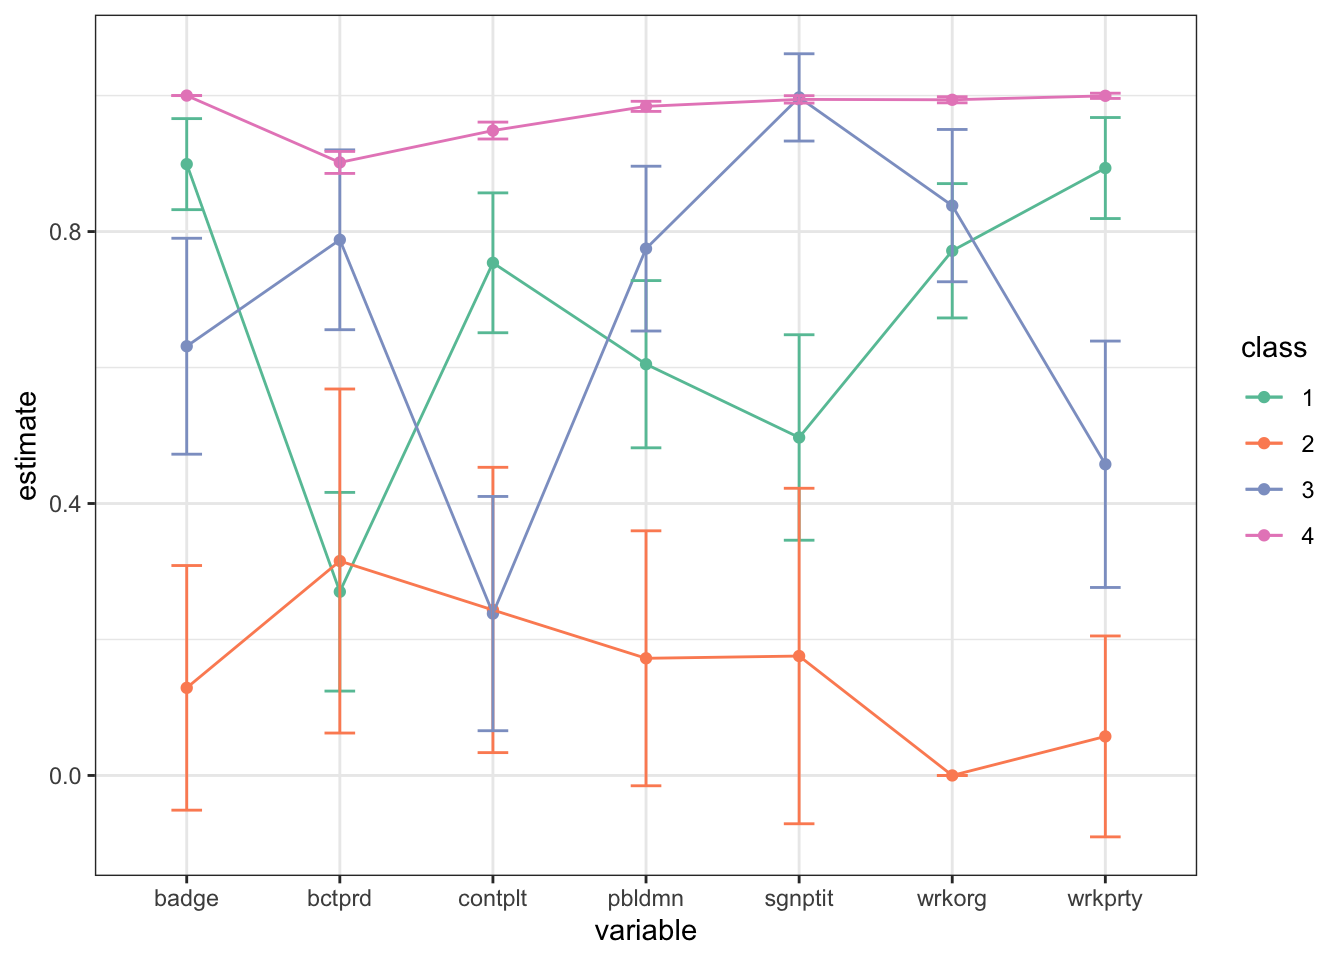 estimate
0.8
0.4
0.0
badge bctprd contplt pbldmn sgnptit wrkorg wrkprty
variable
class
1
2
3
4